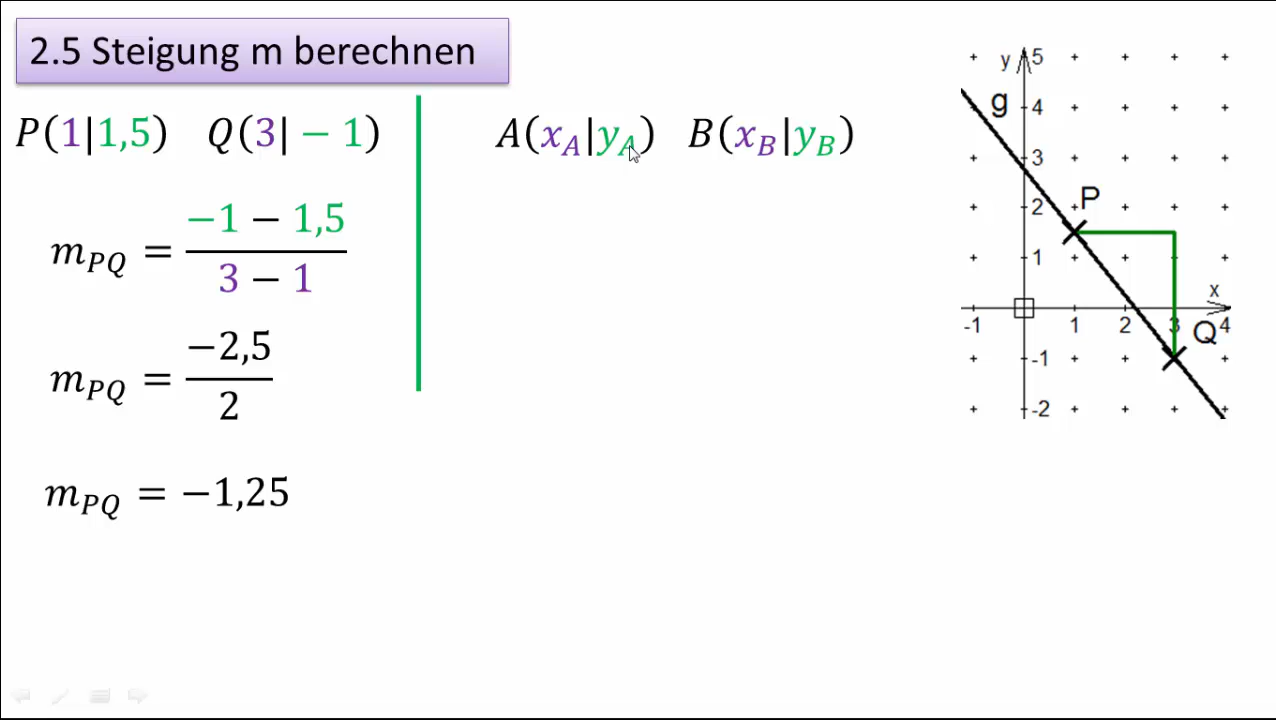 2.5 Steigung m berechnen
P(1|1,5) Q(3| − 1)
m_PQ = (−1 − 1,5)/(3 − 1)
m_PQ = −2,5/2
m_PQ = −1,25
A(x_A|y_A) B(x_B|y_B)
y 5
g 4
3
2 P
1
x
-1 1 2 3 4
Q
-1
-2